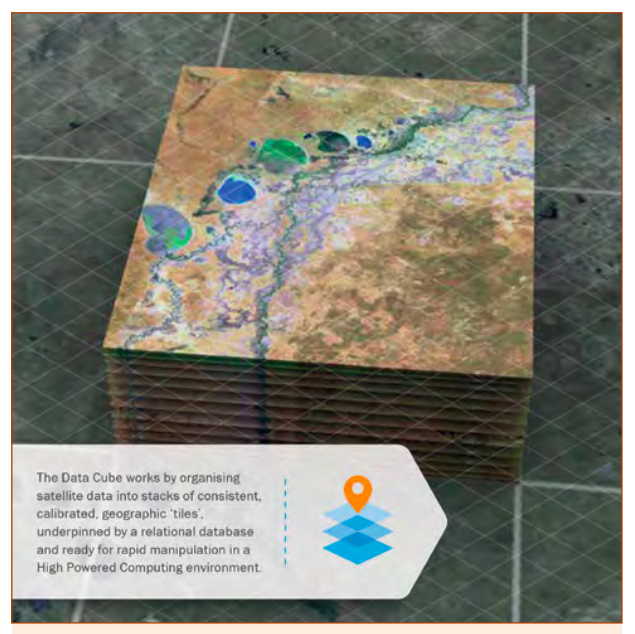 The Data Cube works by organising
satellite data into stacks of consistent,
calibrated, geographic 'tiles',
underpinned by a relational database
and ready for rapid manipulation in a
High Powered Computing environment.